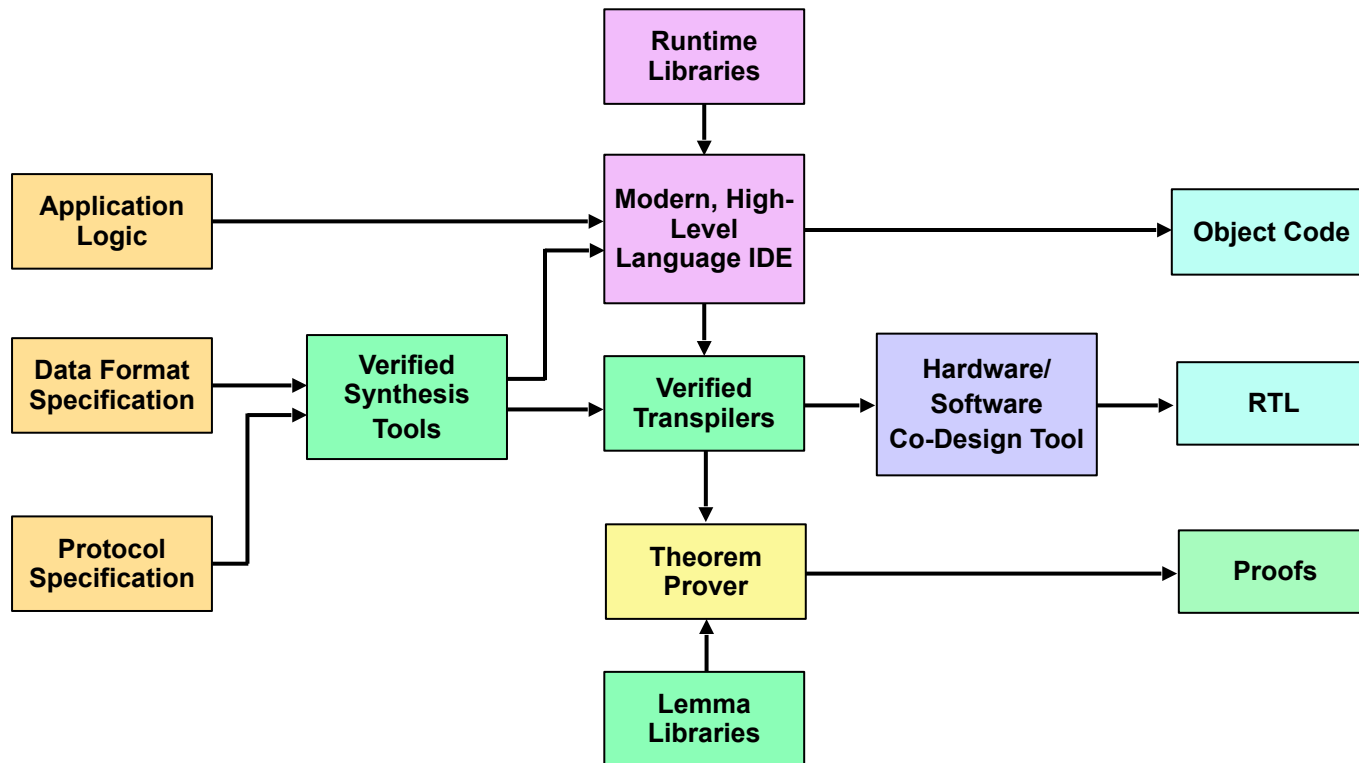 Runtime
Libraries
Application
Logic
Modern, High-
Level
Language IDE
Object Code
Data Format
Specification
Verified
Synthesis
Tools
Verified
Transpilers
Hardware/
Software
Co-Design Tool
RTL
Protocol
Specification
Theorem
Prover
Proofs
Lemma
Libraries